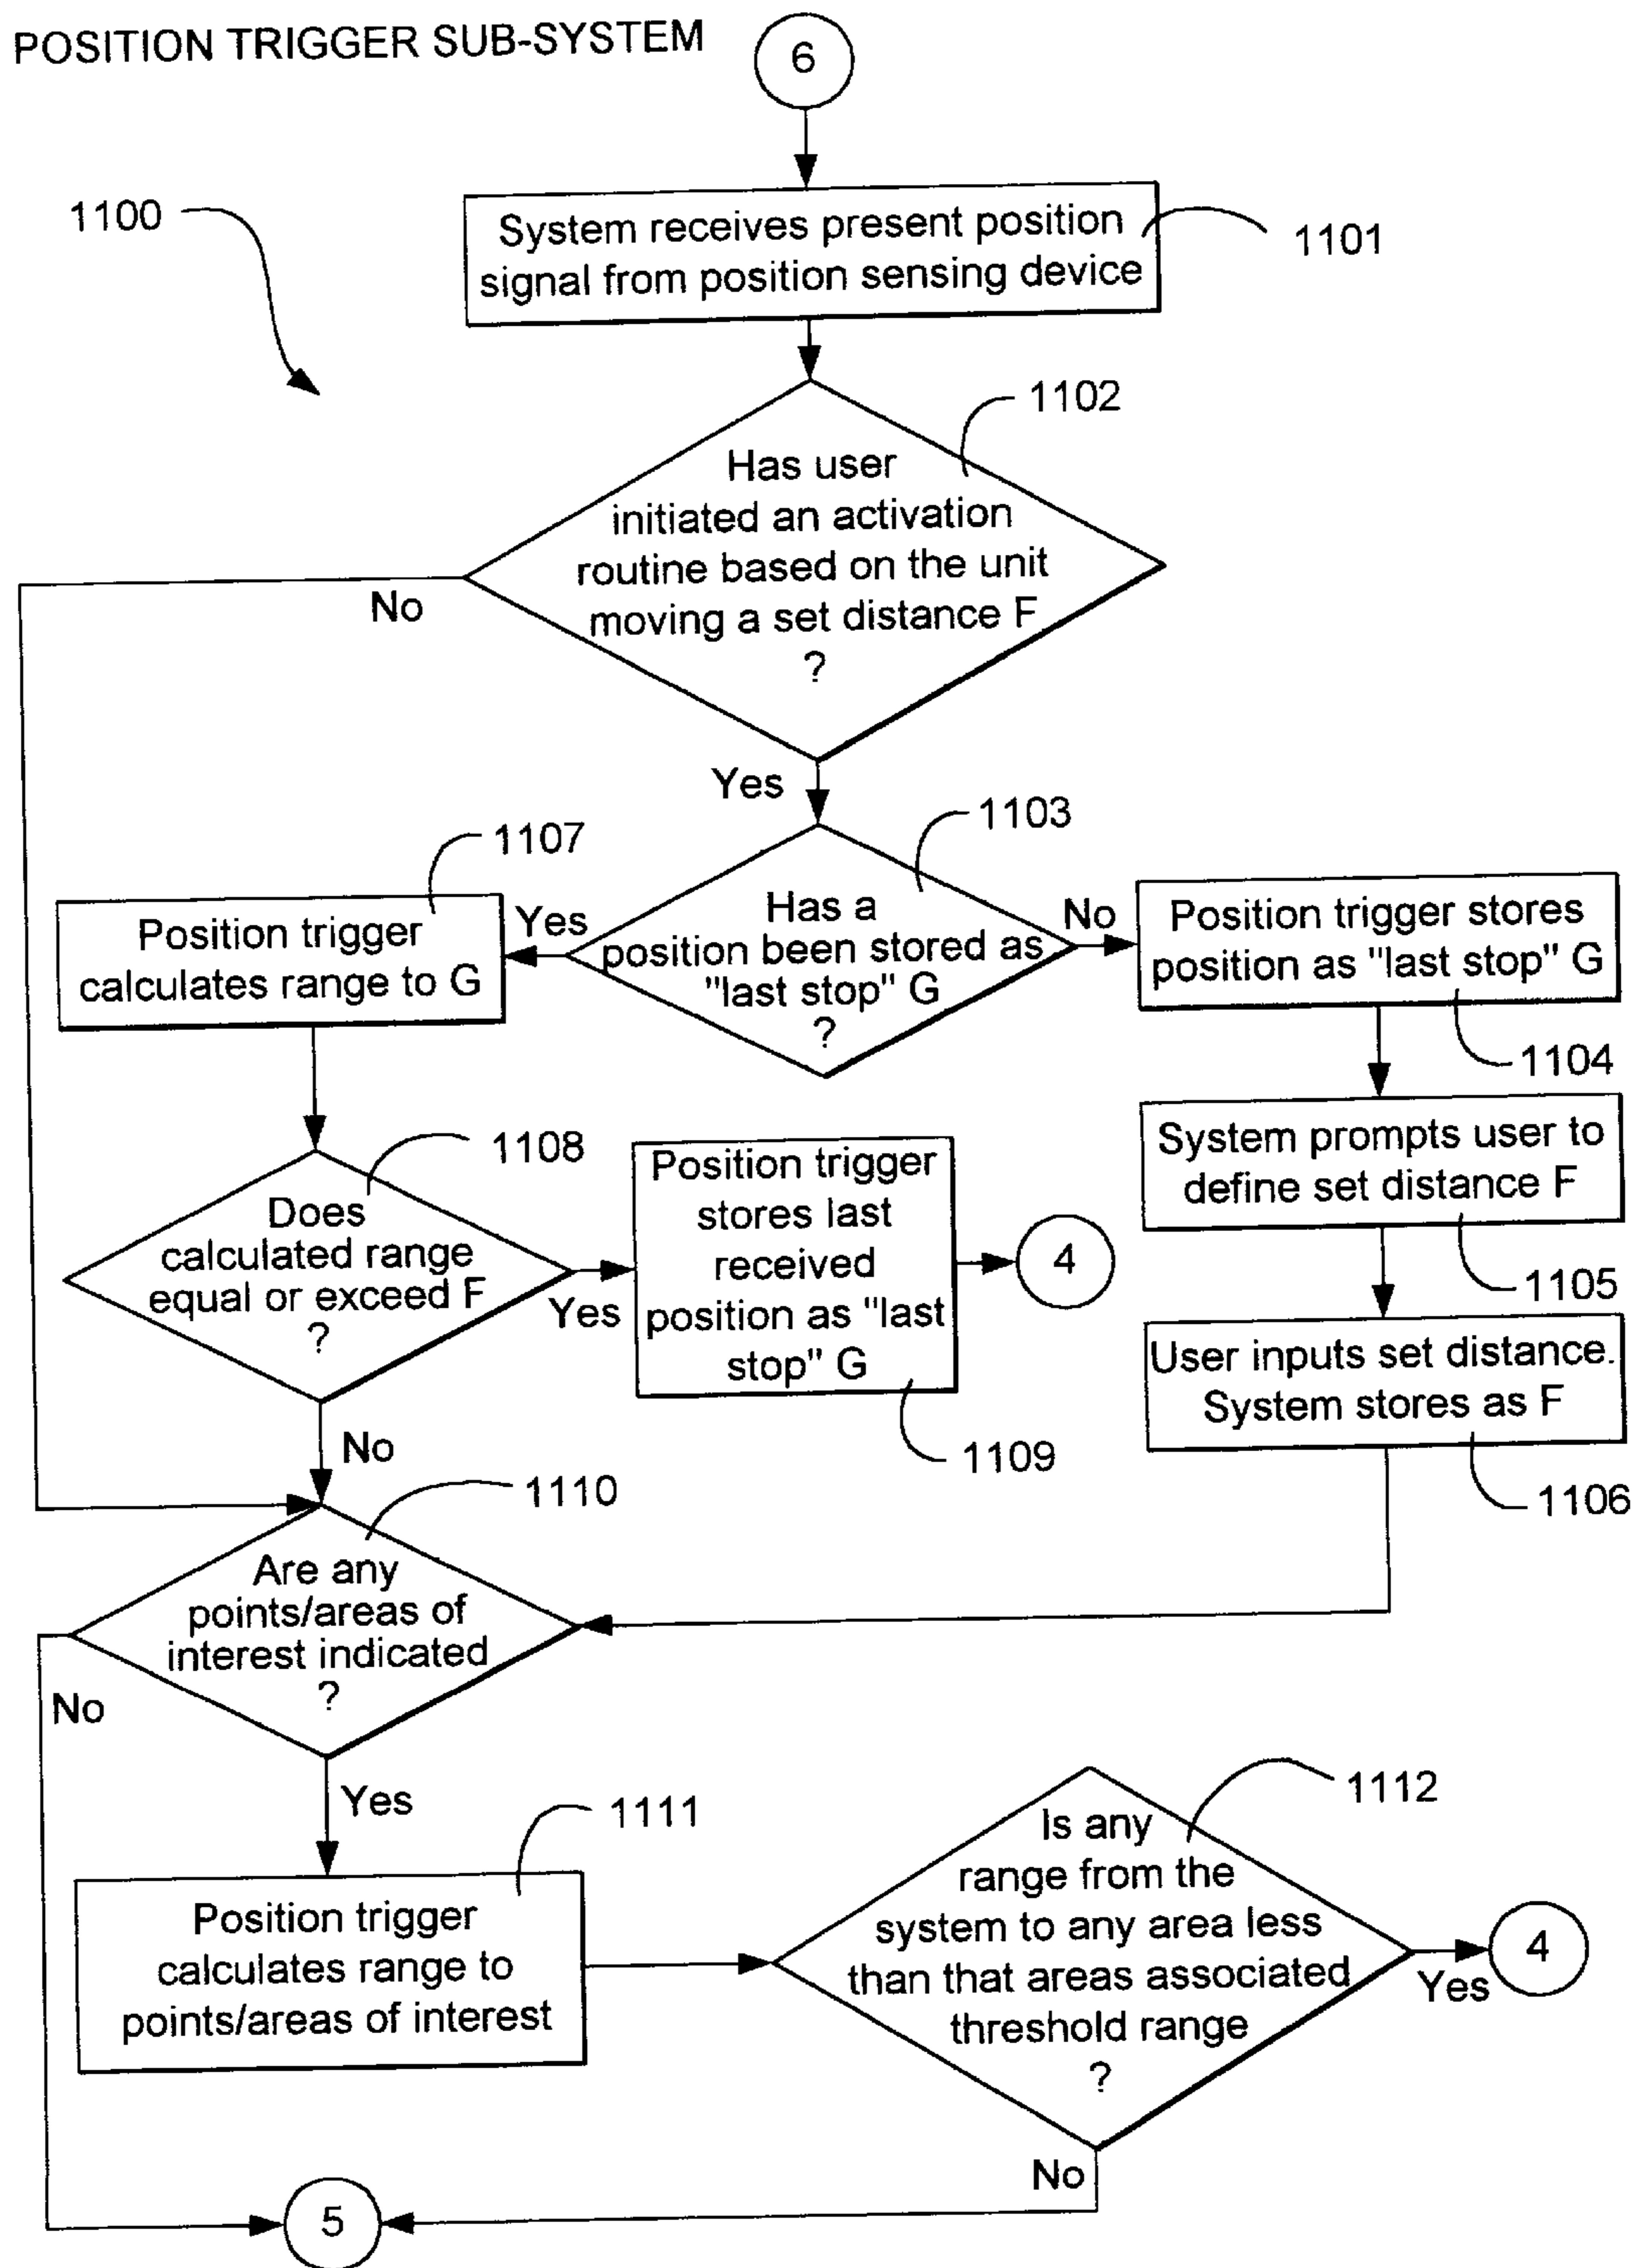 POSITION TRIGGER SUB-SYSTEM
6
1100
System receives present position
signal from position sensing device
1101
1102
Has user
initiated an activation
routine based on the unit
moving a set distance F
?
No
Yes
1103
1107
Has a
position been stored as
"last stop" G
?
Yes
No
Position trigger
calculates range to G
Position trigger stores
position as "last stop" G
1104
1108
Does
calculated range
equal or exceed F
?
Yes
No
Position trigger
stores last
received
position as "last
stop" G
1109
4
System prompts user to
define set distance F
1105
User inputs set distance.
System stores as F
1106
1110
Are any
points/areas of
interest indicated
?
No
Yes
1111
Position trigger
calculates range to
points/areas of interest
1112
Is any
range from the
system to any area less
than that areas associated
threshold range
?
Yes
4
No
5